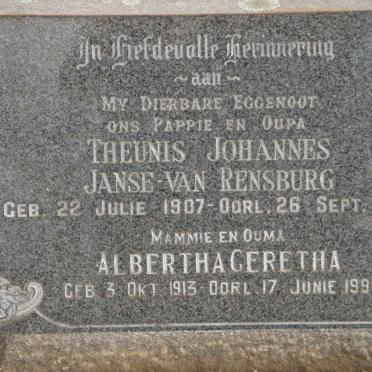 In Liefdevolle Herinnering
~ aan ~
MY DIERBARE EGGENOOT
ONS PAPPIE EN OUPA
THEUNIS JOHANNES
JANSE-VAN RENSBURG
GEB. 22 JULIE 1907-OORL. 26 SEPT.
MAMMIE EN OUMA
ALBERTHA GERETHA
GEB 3 OKT 1913-OORL 17 JUNIE 199